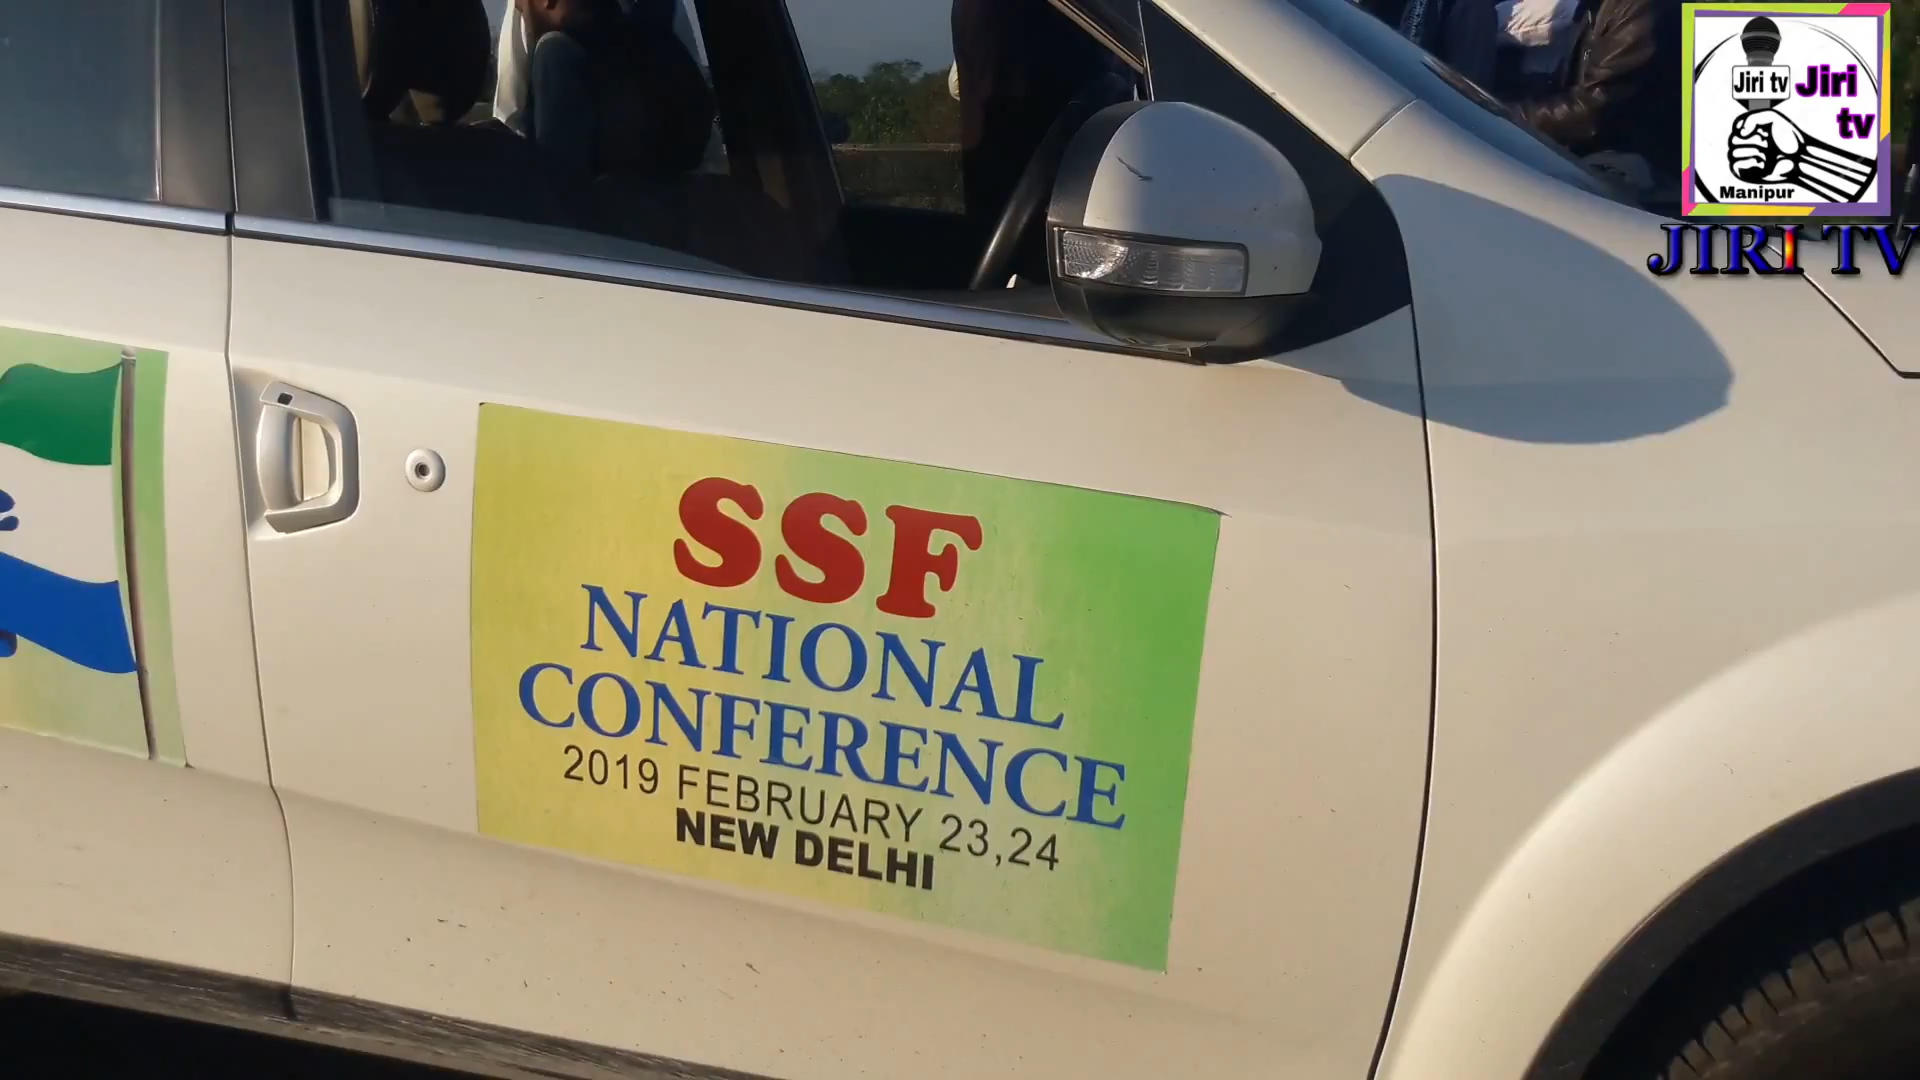 Jiri tv
Jiri
tv
Manipur
JIRI TV
SSF
NATIONAL
CONFERENCE
2019 FEBRUARY 23,24
NEW DELHI